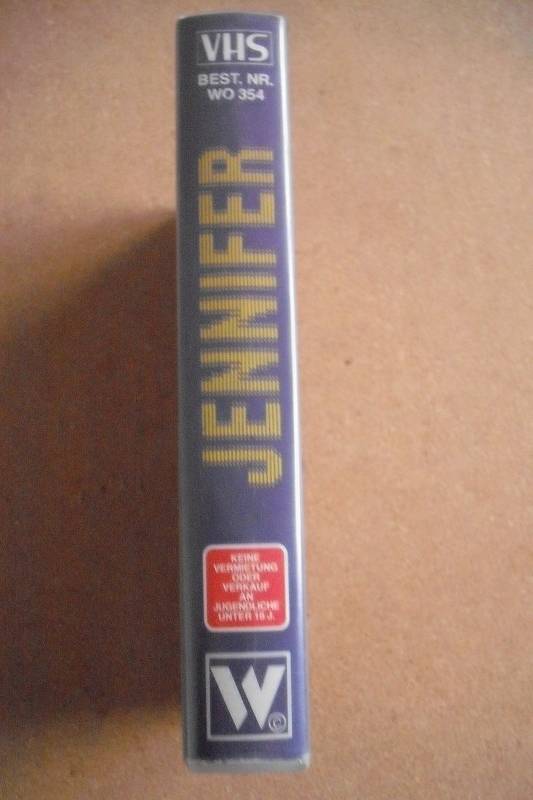 VHS
BEST. NR.
WO 354
JENNIFER
KEINE
VERMIETUNG
ODER
VERKAUF
AN
JUGENDLICHE
UNTER 18 J.
W
©